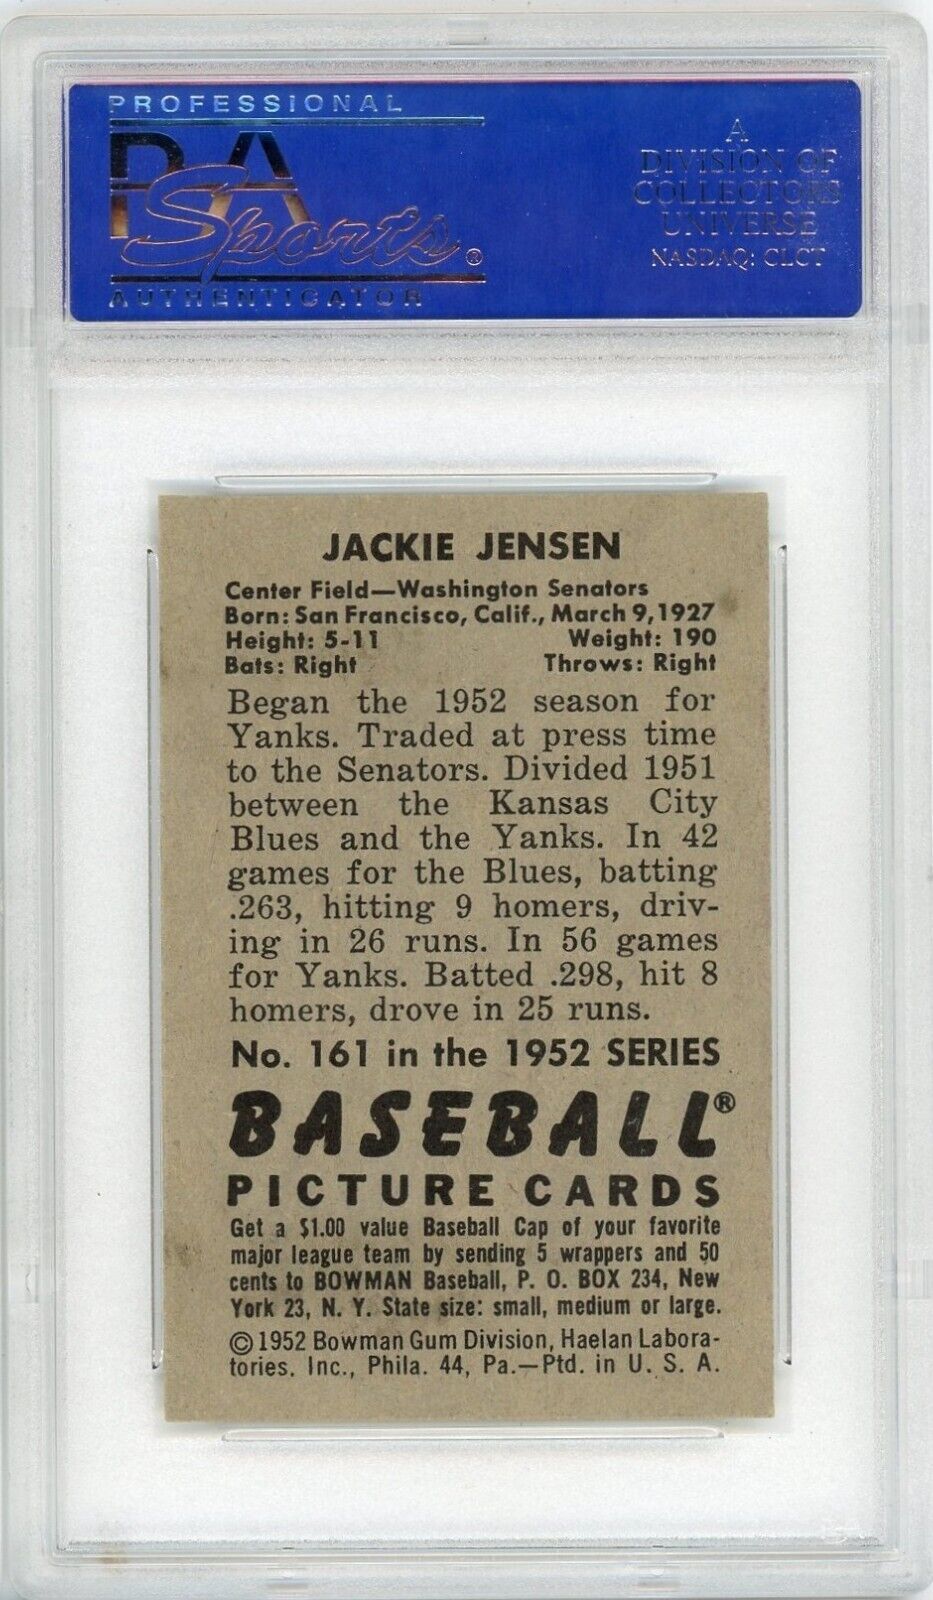 PROFESSIONAL
PSA
Sports®
AUTHENTICATOR
A
DIVISION OF
COLLECTORS
UNIVERSE
NASDAQ: CLCT
JACKIE JENSEN
Center Field—Washington Senators
Born: San Francisco, Calif., March 9, 1927
Height: 5-11 Weight: 190
Bats: Right Throws: Right
Began the 1952 season for
Yanks. Traded at press time
to the Senators. Divided 1951
between the Kansas City
Blues and the Yanks. In 42
games for the Blues, batting
.263, hitting 9 homers, driv-
ing in 26 runs. In 56 games
for Yanks. Batted .298, hit 8
homers, drove in 25 runs.
No. 161 in the 1952 SERIES
BASEBALL®
PICTURE CARDS
Get a $1.00 value Baseball Cap of your favorite
major league team by sending 5 wrappers and 50
cents to BOWMAN Baseball, P. O. BOX 234, New
York 23, N. Y. State size: small, medium or large.
©1952 Bowman Gum Division, Haelan Labora-
tories. Inc., Phila. 44, Pa.—Ptd. in U. S. A.